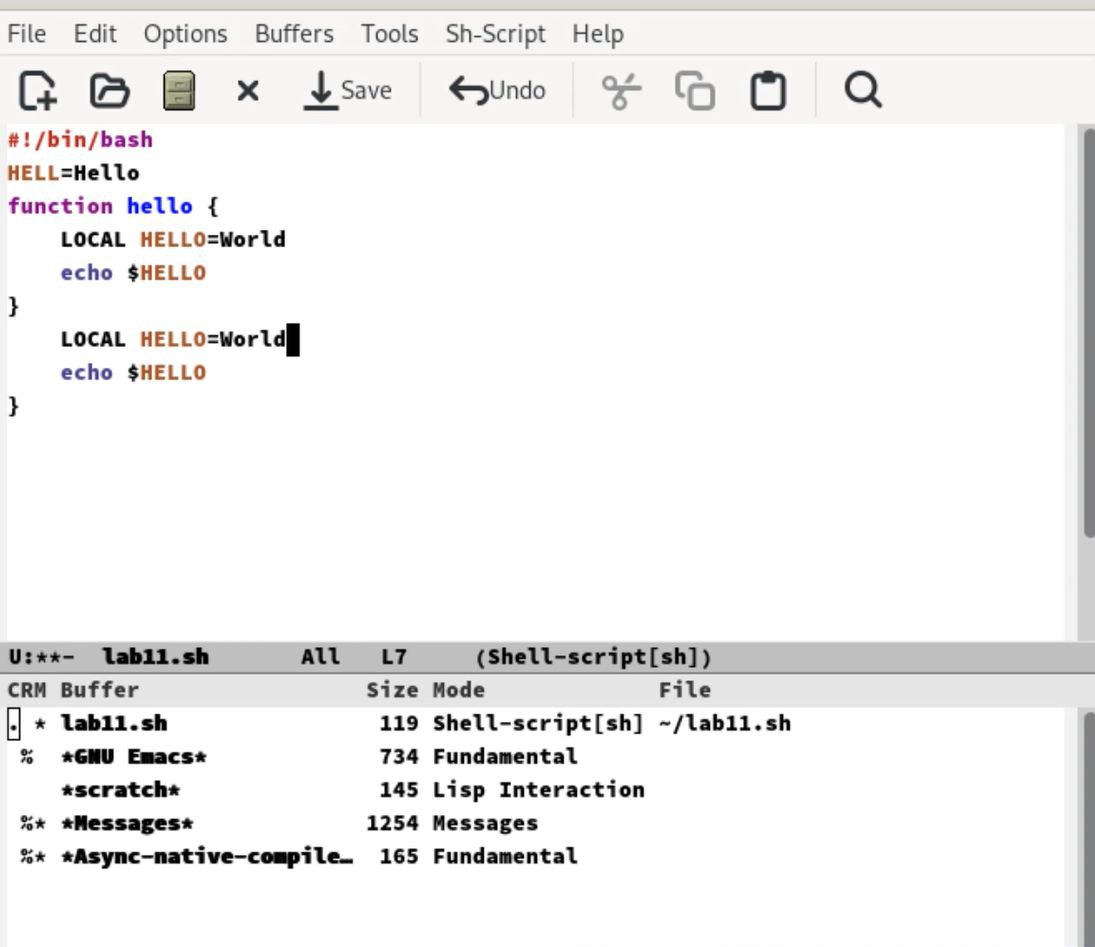 File Edit Options Buffers Tools Sh-Script Help
Save Undo
#!/bin/bash
HELL=Hello
function hello {
    LOCAL HELLO=World
    echo $HELLO
}
    LOCAL HELLO=World
    echo $HELLO
}
U:**-  lab11.sh       All   L7     (Shell-script[sh])
CRM Buffer                 Size Mode             File
. * lab11.sh                119 Shell-script[sh] ~/lab11.sh
 %  *GNU Emacs*             734 Fundamental
    *scratch*               145 Lisp Interaction
 %* *Messages*             1254 Messages
 %* *Async-native-compile…  165 Fundamental